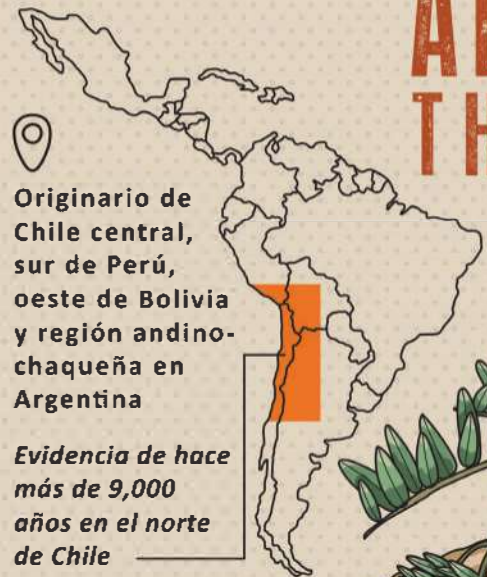 Originario de
Chile central,
sur de Perú,
oeste de Bolivia
y región andino-
chaqueña en
Argentina
Evidencia de hace
más de 9,000
años en el norte
de Chile